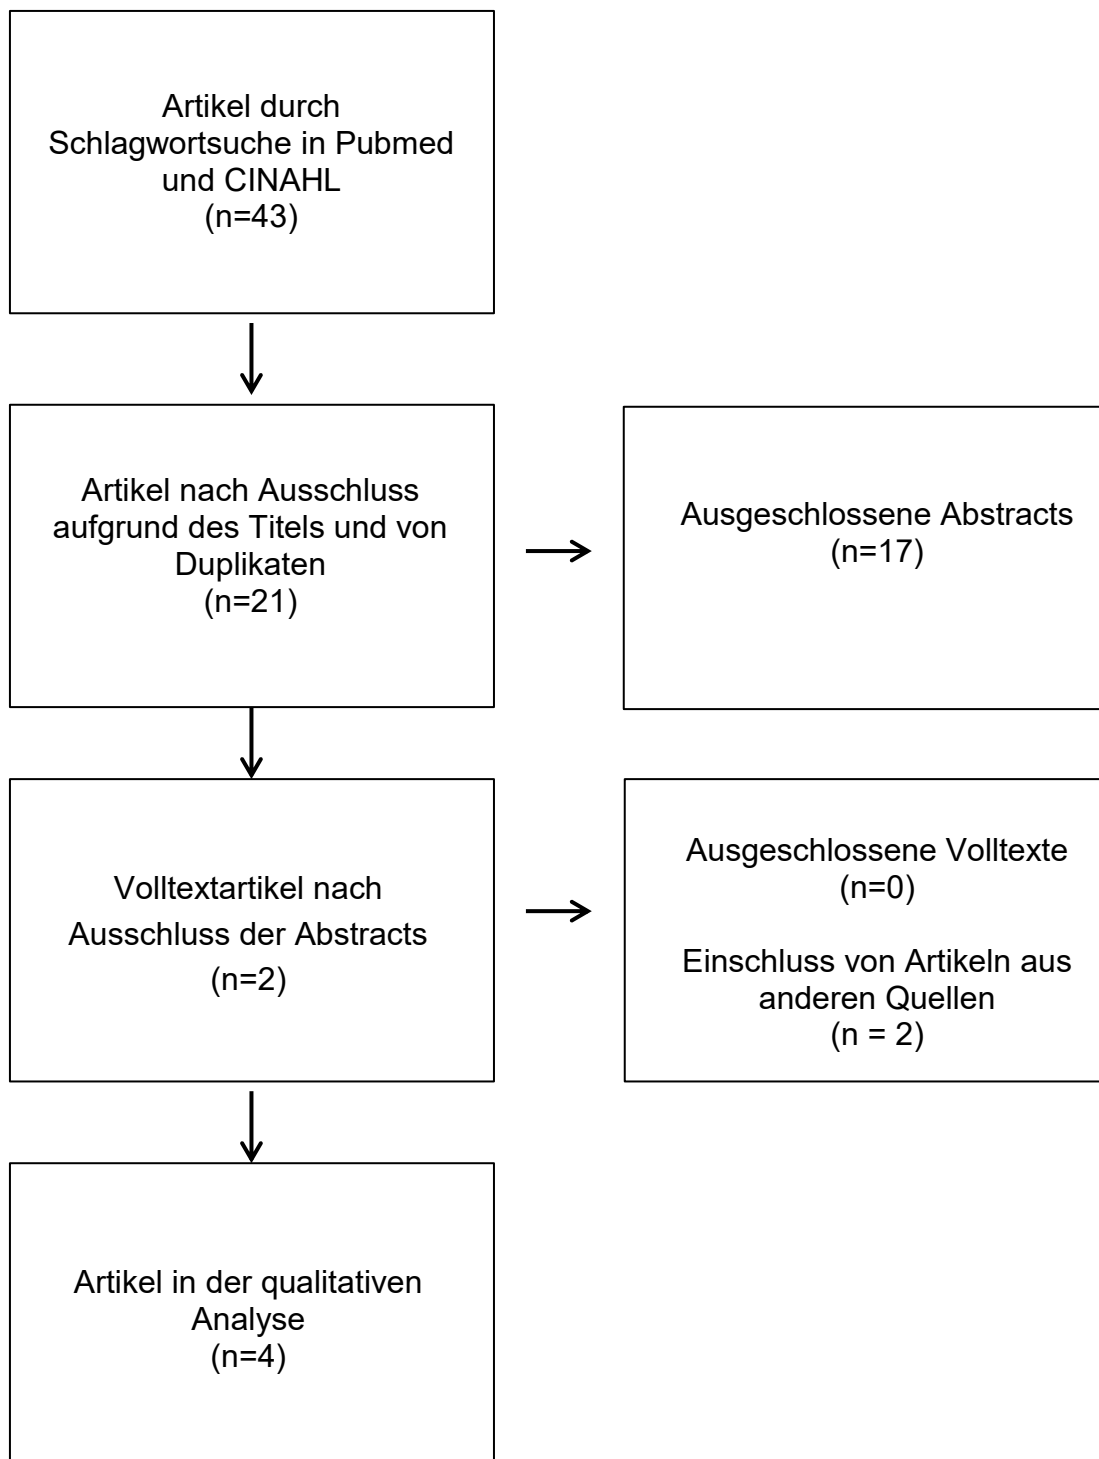 Artikel durch
Schlagwortsuche in Pubmed
und CINAHL
(n=43)
Artikel nach Ausschluss
aufgrund des Titels und von
Duplikaten
(n=21)
Ausgeschlossene Abstracts
(n=17)
Volltextartikel nach
Ausschluss der Abstracts
(n=2)
Ausgeschlossene Volltexte
(n=0)
Einschluss von Artikeln aus
anderen Quellen
(n = 2)
Artikel in der qualitativen
Analyse
(n=4)